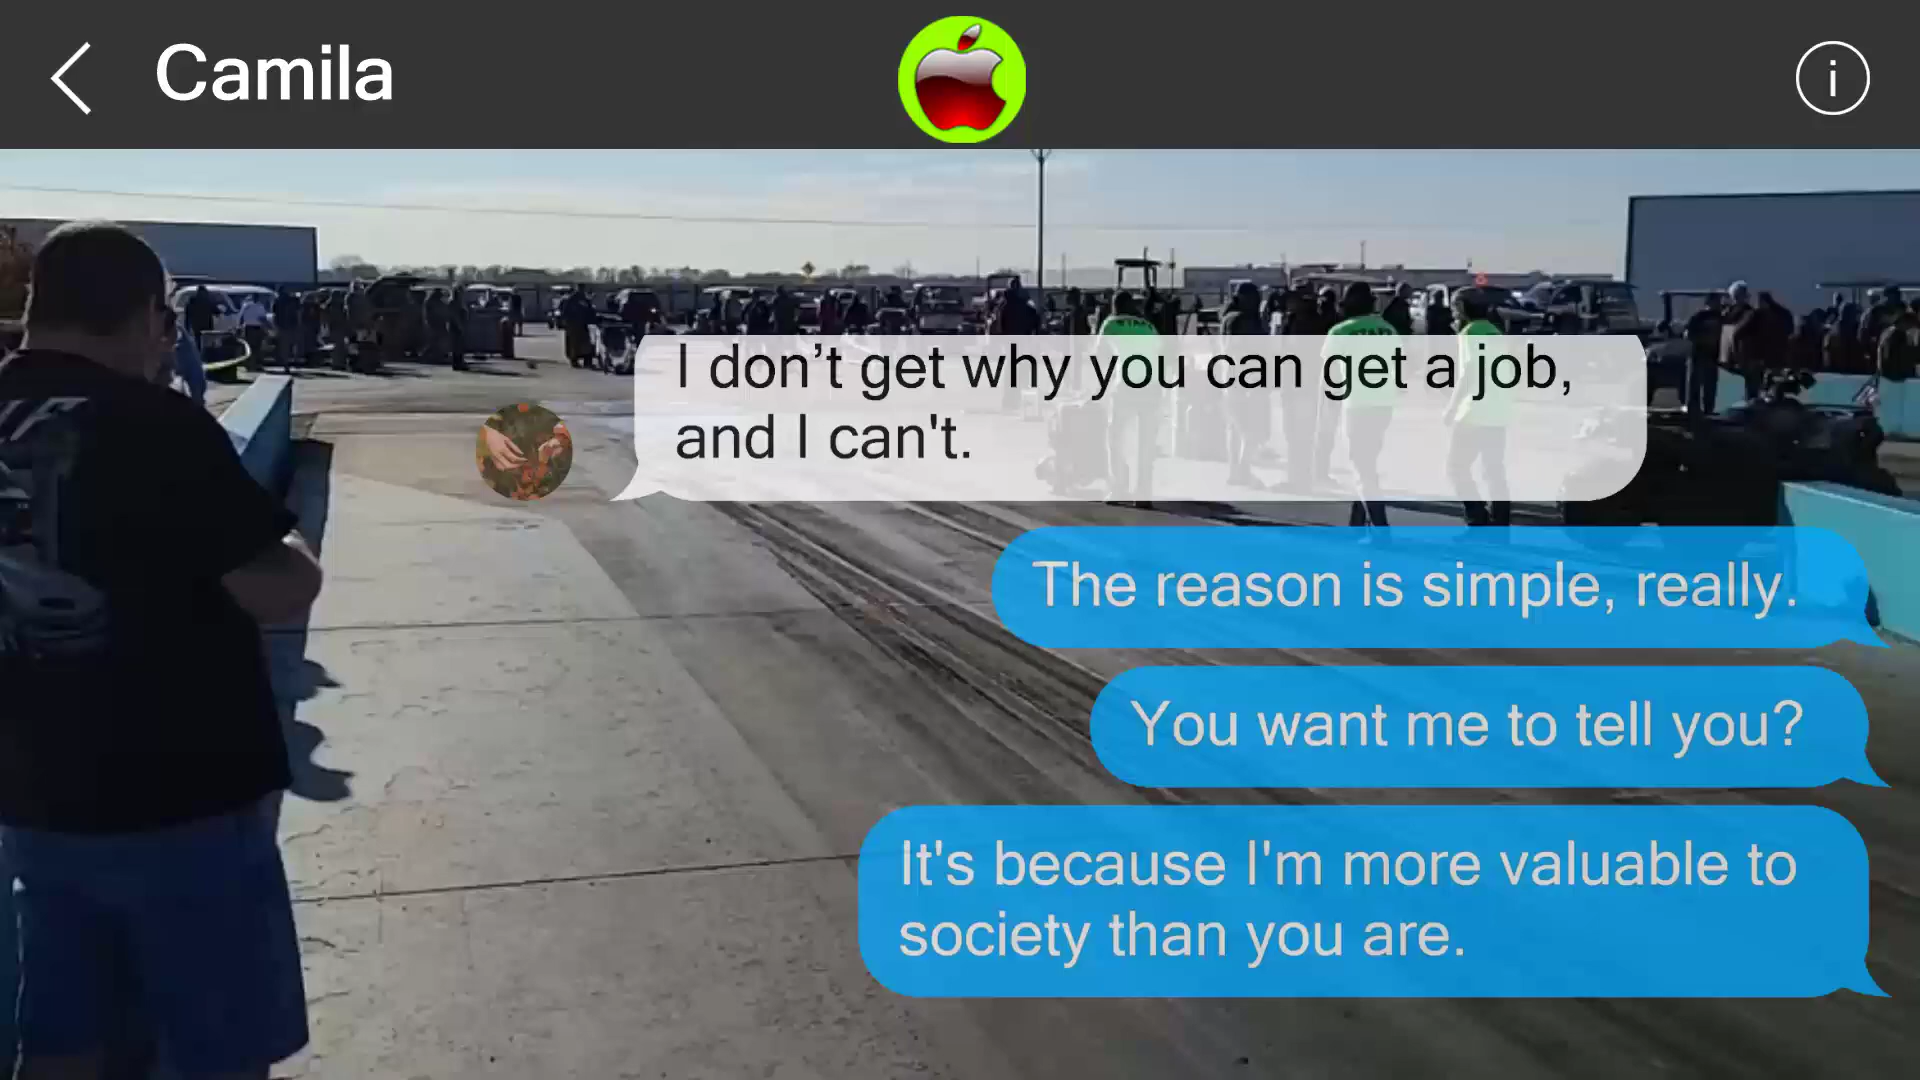 Camila
i
I don’t get why you can get a job,
and I can't.
The reason is simple, really.
You want me to tell you?
It's because I'm more valuable to
society than you are.